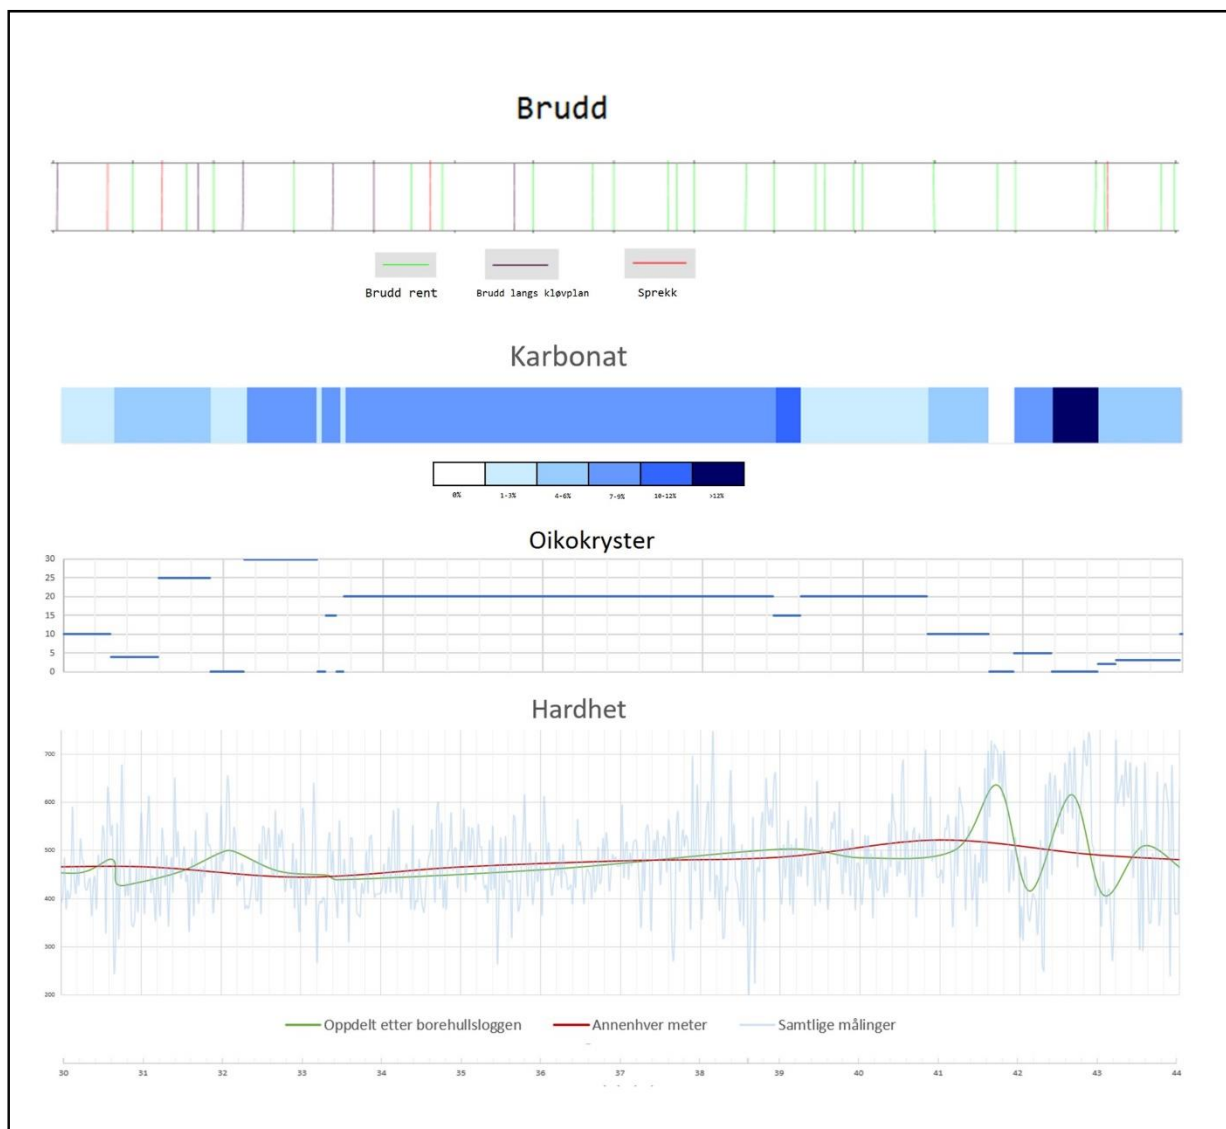 Brudd
Brudd rent
Brudd langs kløvplan
Sprekk
Karbonat
0%
1-3%
4-6%
7-9%
10-12%
>12%
Oikokryster
30
25
20
15
10
5
0
Hardhet
700
600
500
400
300
200
Oppdelt etter borehullsloggen
Annenhver meter
Samtlige målinger
30 31 32 33 34 35 36 37 38 39 40 41 42 43 44